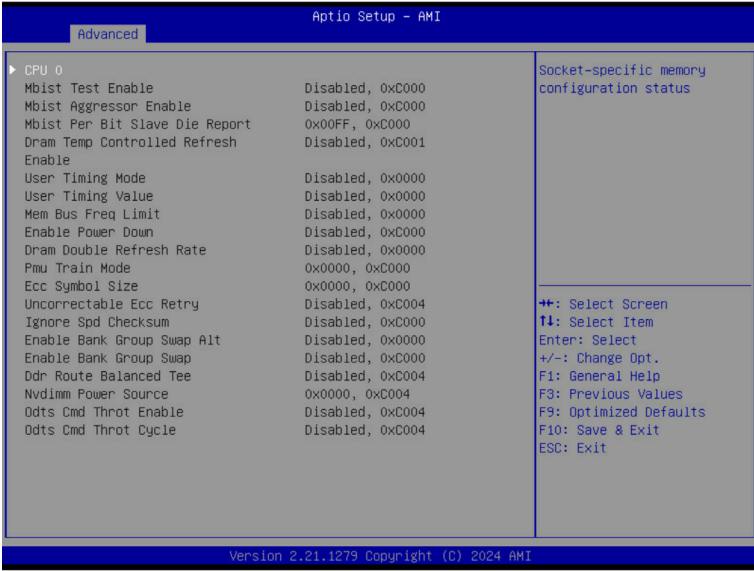 Aptio Setup – AMI
Advanced
CPU 0
Mbist Test Enable Disabled, 0xC000
Mbist Aggressor Enable Disabled, 0xC000
Mbist Per Bit Slave Die Report 0x00FF, 0xC000
Dram Temp Controlled Refresh Disabled, 0xC001
Enable
User Timing Mode Disabled, 0x0000
User Timing Value Disabled, 0x0000
Mem Bus Freq Limit Disabled, 0x0000
Enable Power Down Disabled, 0x0000
Dram Double Refresh Rate Disabled, 0x0000
Pmu Train Mode 0x0000, 0xC000
Ecc Symbol Size 0x0000, 0xC000
Uncorrectable Ecc Retry Disabled, 0xC004
Ignore Spd Checksum Disabled, 0xC000
Enable Bank Group Swap Alt Disabled, 0x0000
Enable Bank Group Swap Disabled, 0xC000
Ddr Route Balanced Tee Disabled, 0xC004
Nvdimm Power Source 0x0000, 0xC004
Odts Cmd Throt Enable Disabled, 0xC004
Odts Cmd Throt Cycle Disabled, 0xC004
Socket-specific memory
configuration status
→←: Select Screen
↑↓: Select Item
Enter: Select
+/-: Change Opt.
F1: General Help
F3: Previous Values
F9: Optimized Defaults
F10: Save & Exit
ESC: Exit
Version 2.21.1279 Copyright (C) 2024 AMI